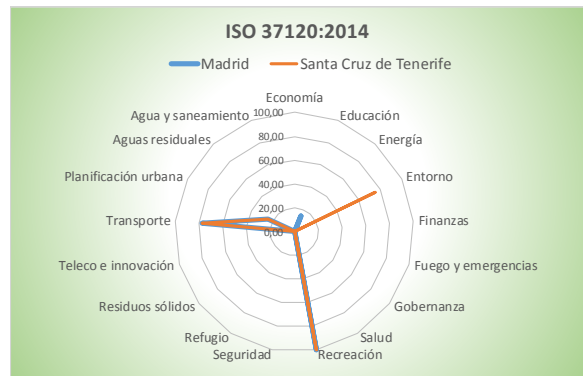 ISO 37120:2014
Madrid
Santa Cruz de Tenerife
Economía
100,00
80,00
60,00
40,00
20,00
0,00
Educación
Energía
Entorno
Finanzas
Fuego y emergencias
Gobernanza
Salud
Recreación
Seguridad
Refugio
Residuos sólidos
Teleco e innovación
Transporte
Planificación urbana
Aguas residuales
Agua y saneamiento